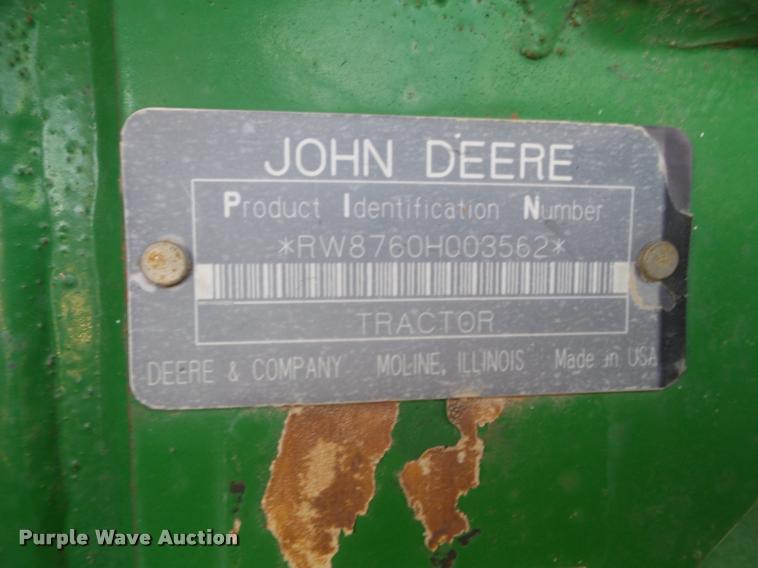 JOHN DEERE
Product Identification Number
*RW8760H003562*
TRACTOR
DEERE & COMPANY MOLINE, ILLINOIS Made in USA
Purple Wave Auction